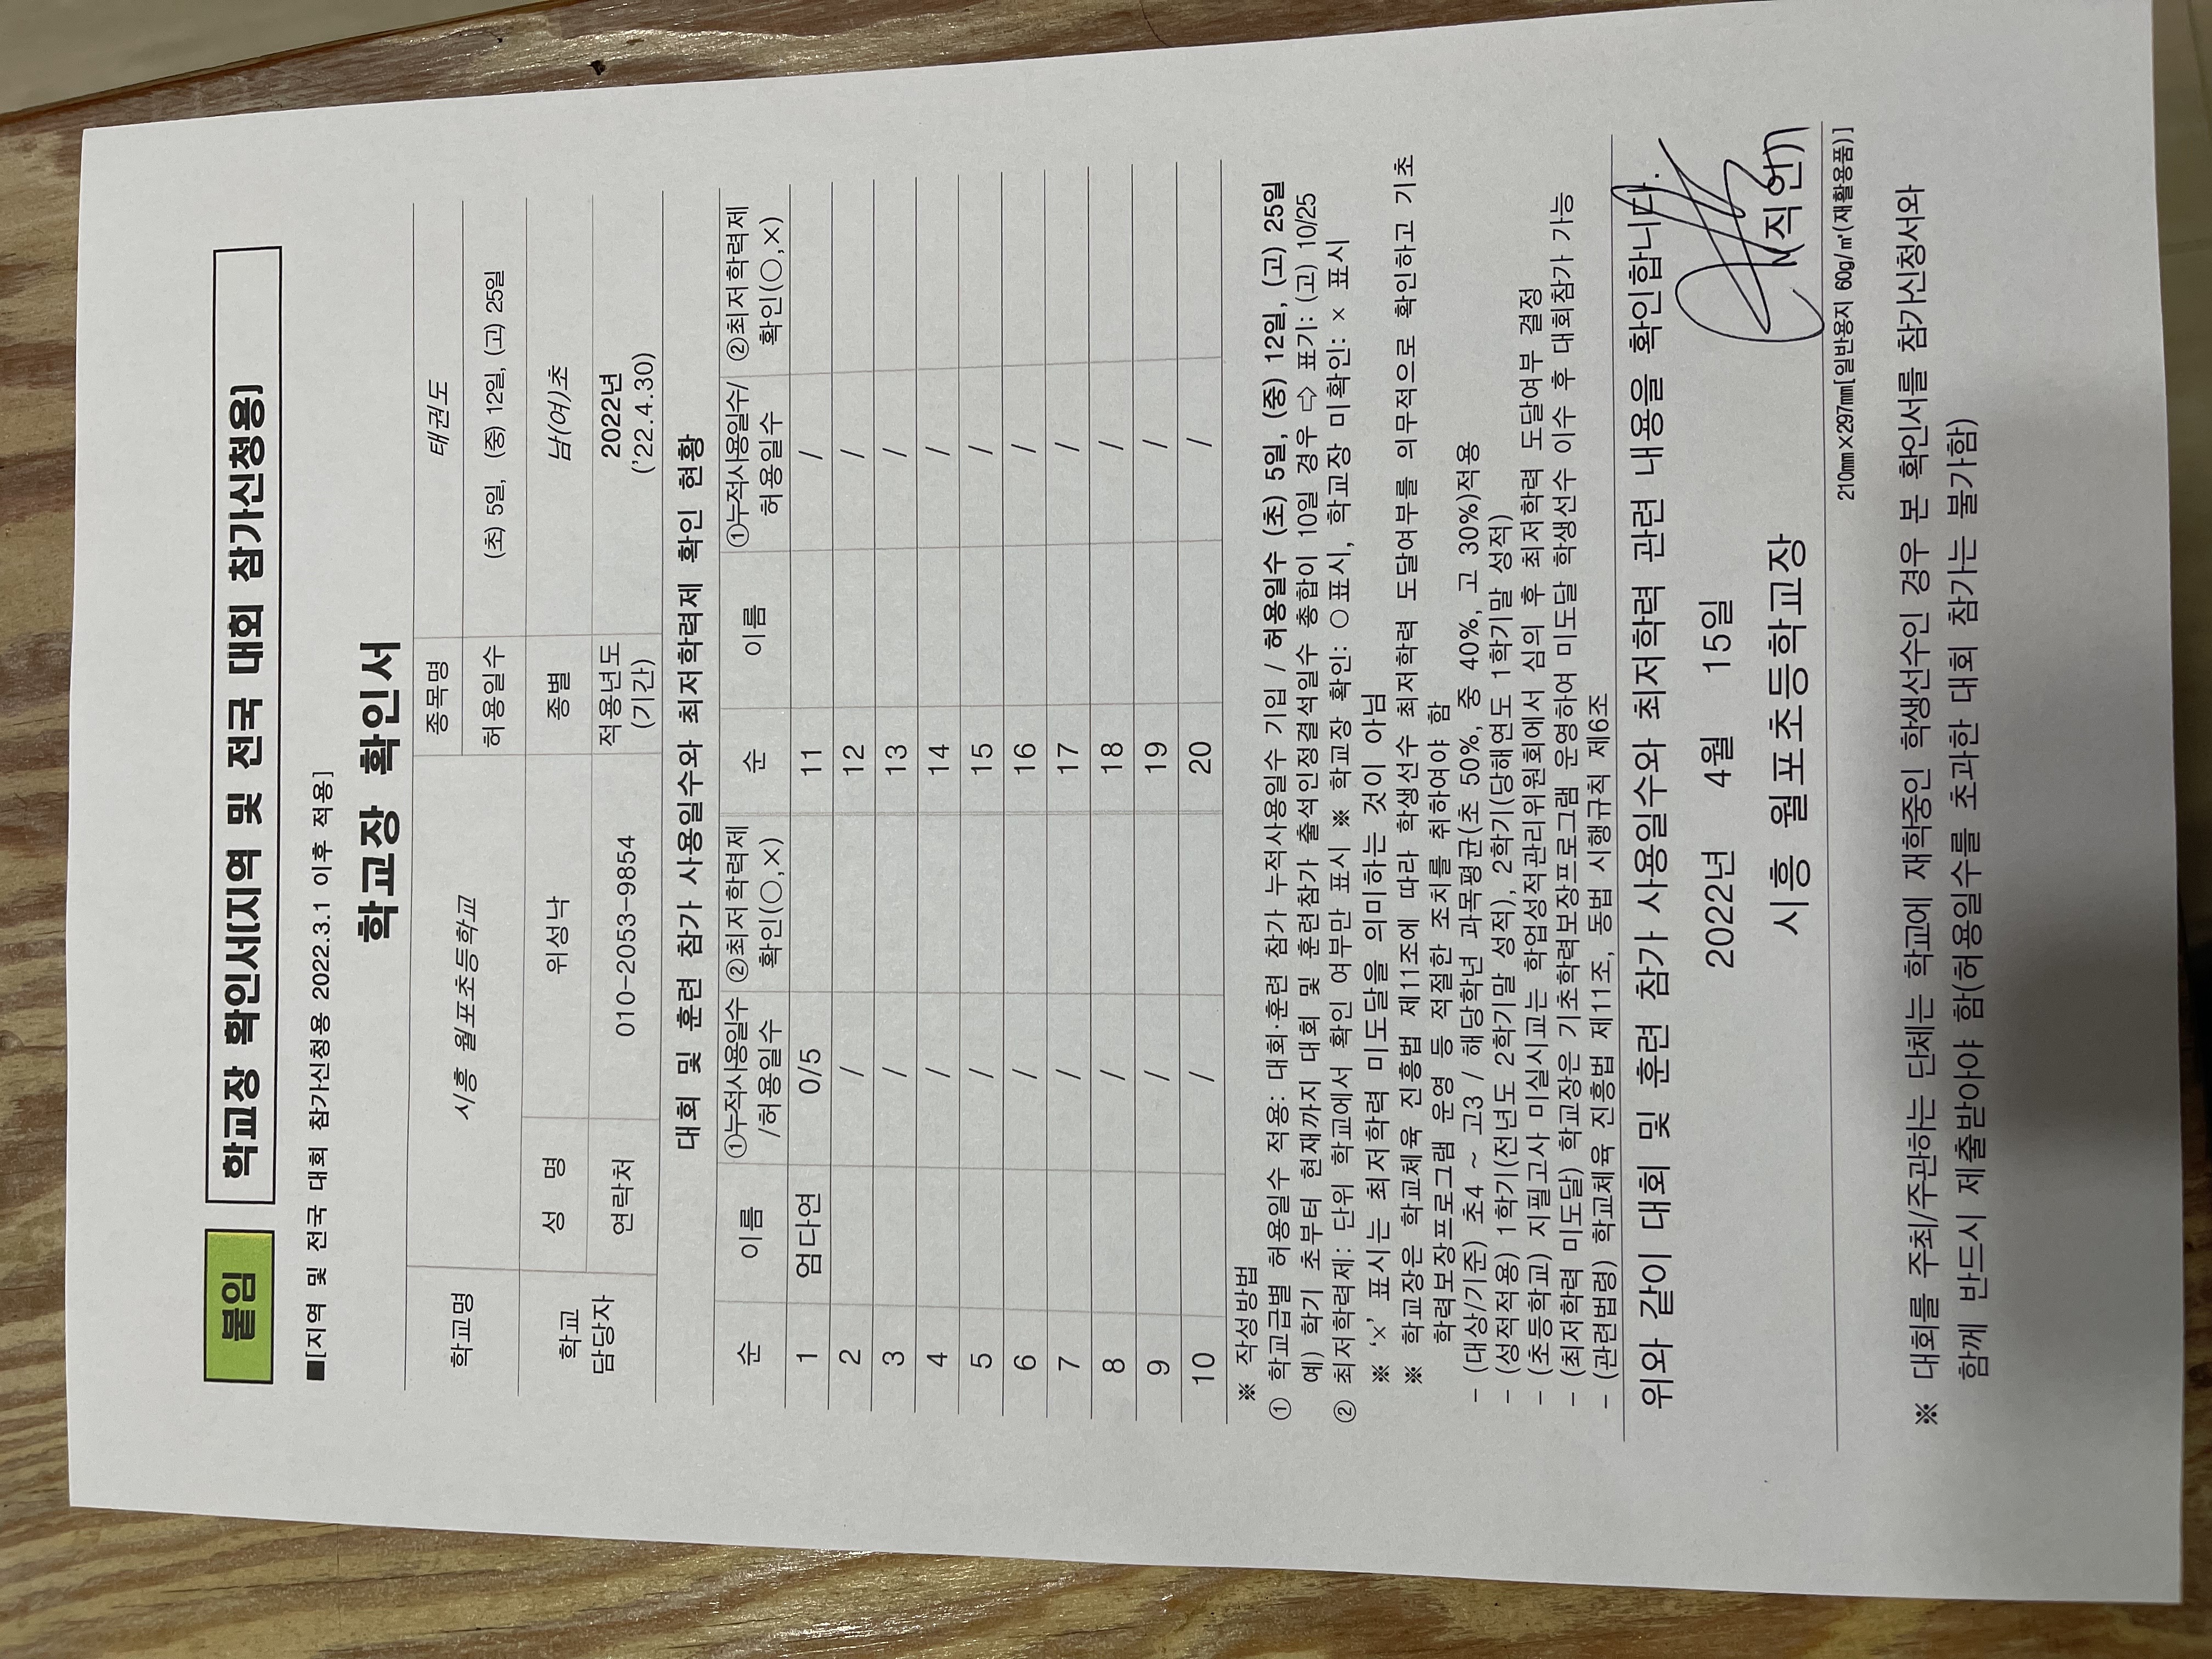 붙임
학교장 확인서[지역 및 전국 대회 참가신청용]
■[지역 및 전국 대회 참가신청용 2022.3.1 이후 적용]
학교장 확인서
학교명 시흥 월포초등학교 종목명 태권도
허용일수 (초) 5일, (중) 12일, (고) 25일
학교 담당자 성 명 위성낙 종별 남(여)초
연락처 010-2053-9854 적용년도 (기간) 2022년 ('22.4.30)
대회 및 훈련 참가 사용일수와 최저학력제 확인 현황
순 이름 ①누적사용일수/허용일수 ②최저학력제 확인(○,×) 순 이름 ①누적사용일수/허용일수 ②최저학력제 확인(○,×)
1 엄다연 0/5 11 /
2 / 12 /
3 / 13 /
4 / 14 /
5 / 15 /
6 / 16 /
7 / 17 /
8 / 18 /
9 / 19 /
10 / 20 /
※ 작성방법
① 학교급별 허용일수 적용: 대회·훈련 참가 누적사용일수 기입 / 허용일수 (초) 5일, (중) 12일, (고) 25일
예) 학기 초부터 현재까지 대회 및 훈련참가 출석인정결석일수 총합이 10일 경우 ⇨ 표기: (고) 10/25
② 최저학력제: 단위 학교에서 확인 여부만 표시 ※ 학교장 확인: ○표시, 학교장 미확인: × 표시
※ '×' 표시는 최저학력 미도달을 의미하는 것이 아님
※ 학교장은 학교체육 진흥법 제11조에 따라 학생선수 최저학력 도달여부를 의무적으로 확인하고 기초
학력보장프로그램 운영 등 적절한 조치를 취하여야 함
- (대상/기준) 초4 ~ 고3 / 해당학년 과목평균(초 50%, 중 40%, 고 30%)적용
- (성적적용) 1학기(전년도 2학기말 성적), 2학기(당해연도 1학기말 성적)
- (초등학교) 지필고사 미실시교는 학업성적관리위원회에서 심의 후 최저학력 도달여부 결정
- (최저학력 미도달) 학교장은 기초학력보장프로그램 운영하여 미도달 학생선수 이수 후 대회참가 가능
- (관련법령) 학교체육 진흥법 제11조, 동법 시행규칙 제6조
위와 같이 대회 및 훈련 참가 사용일수와 최저학력 관련 내용을 확인합니다.
2022년 4월 15일
시흥 월포초등학교장 (직인)
210㎜×297㎜[일반용지 60g/㎡(재활용품)]
※ 대회를 주최/주관하는 단체는 학교에 재학중인 학생선수인 경우 본 확인서를 참가신청서와
함께 반드시 제출받아야 함(허용일수를 초과한 대회 참가는 불가함)